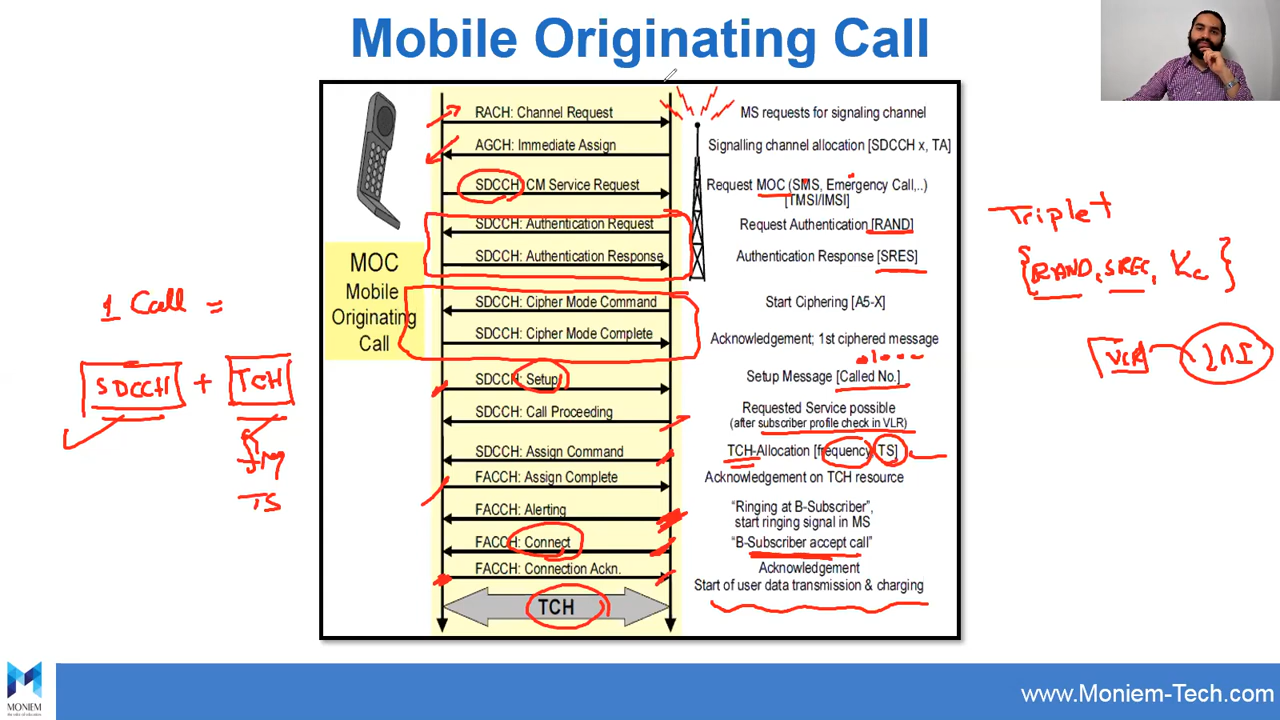 Mobile Originating Call
RACH: Channel Request
MS requests for signaling channel
AGCH: Immediate Assign
Signalling channel allocation [SDCCH x, TA]
SDCCH: CM Service Request
Request MOC (SMS, Emergency Call,..)
[TMSI/IMSI]
SDCCH: Authentication Request
Request Authentication [RAND]
SDCCH: Authentication Response
Authentication Response [SRES]
MOC
Mobile
Originating
Call
SDCCH: Cipher Mode Command
Start Ciphering [A5-X]
SDCCH: Cipher Mode Complete
Acknowledgement; 1st ciphered message
SDCCH: Setup
Setup Message [Called No.]
SDCCH: Call Proceeding
Requested Service possible
(after subscriber profile check in VLR)
SDCCH: Assign Command
TCH-Allocation [frequency, TS]
FACCH: Assign Complete
Acknowledgement on TCH resource
FACCH: Alerting
"Ringing at B-Subscriber",
start ringing signal in MS
FACCH: Connect
"B-Subscriber accept call"
FACCH: Connection Ackn.
Acknowledgement
Start of user data transmission & charging
TCH
1 Call =
SDCCH + TCH
TS
Triplet
{RAND, SREC, Kc}
MONIEM
www.Moniem-Tech.com